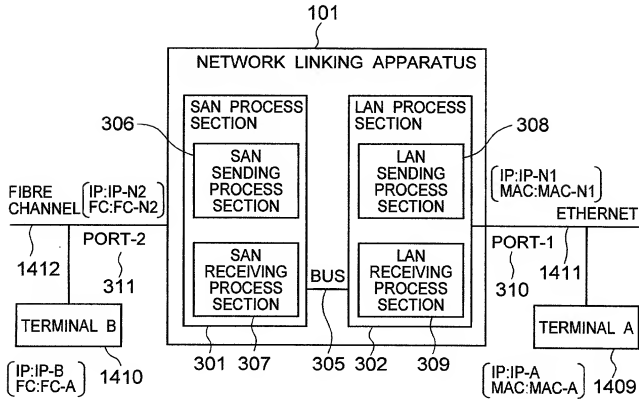 101
NETWORK LINKING APPARATUS
SAN PROCESS
SECTION
LAN PROCESS
SECTION
306
308
SAN
SENDING
PROCESS
SECTION
LAN
SENDING
PROCESS
SECTION
FIBRE
CHANNEL
IP:IP-N2
FC:FC-N2
IP:IP-N1
MAC:MAC-N1
ETHERNET
1412
PORT-2
311
SAN
RECEIVING
PROCESS
SECTION
BUS
LAN
RECEIVING
PROCESS
SECTION
PORT-1
310
1411
TERMINAL B
TERMINAL A
IP:IP-B
FC:FC-A
1410
301
307
305
302
309
IP:IP-A
MAC:MAC-A
1409